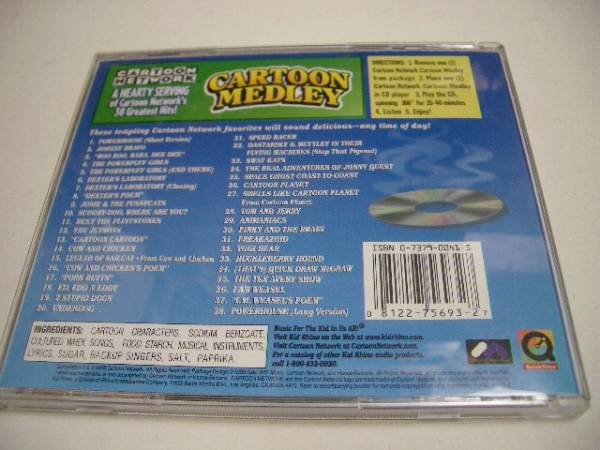 CARTOON
NETWORK
A HEARTY SERVING
of Cartoon Network's
38 Greatest Hits!
CARTOON
MEDLEY
DIRECTIONS: 1. Remove one (1)
Cartoon Network Cartoon Medley
from package 2. Place one (1)
Cartoon Network Cartoon Medley
in CD player 3. Play the CD,
spinning 360° for 35-40 minutes
4. Listen 5. Enjoy!
These tempting Cartoon Network favorites will sound delicious—any time of day!
1. POWERHOUSE (Short Version)
2. JOHNNY BRAVO
3. "BOO BOO, BABA, DEE DEE"
4. THE POWERPUFF GIRLS
5. THE POWERPUFF GIRLS (END THEME)
6. DEXTER'S LABORATORY
7. DEXTER'S LABORATORY (Closing)
8. "DEXTER'S POEM"
9. JOSIE & THE PUSSYCATS
10. SCOOBY-DOO, WHERE ARE YOU?
11. MEET THE FLINTSTONES
12. THE JETSONS
13. "CARTOON CARTOON"
14. COW AND CHICKEN
15. LEGEND OF SAILCAT • From Cow and Chicken
16. "COW AND CHICKEN'S POEM"
17. "PORK BUTTS"
18. ED, EDD N EDDY
19. 2 STUPID DOGS
20. UNDERDOG
21. SPEED RACER
22. DASTARDLY & MUTTLEY IN THEIR
FLYING MACHINES (Stop That Pigeon!)
23. SWAT KATS
24. THE REAL ADVENTURES OF JONNY QUEST
25. SPACE GHOST COAST-TO-COAST
26. CARTOON PLANET
27. SMELLS LIKE CARTOON PLANET
From Cartoon Planet
28. TOM AND JERRY
29. ANIMANIACS
30. PINKY AND THE BRAIN
31. FREAKAZOID
32. YOGI BEAR
33. HUCKLEBERRY HOUND
34. (THAT'S) QUICK DRAW McGRAW
35. THE TEX AVERY SHOW
36. I AM WEASEL
37. "I.M. WEASEL'S POEM"
38. POWERHOUSE (Long Version)
ISBN 0-7379-0041-5
0 8122-75693-2
INGREDIENTS: CARTOON CHARACTERS, SODIUM BENZOATE,
CULTURED WHEY, SONGS, FOOD STARCH, MUSICAL INSTRUMENTS,
LYRICS, SUGAR, BACKUP SINGERS, SALT, PAPRIKA.
Music For The Kid In Us All!
Visit Kid Rhino on the Web at www.kidrhino.com.
Visit Cartoon Network at CartoonNetwork.com.
For a catalog of other Kid Rhino audio products,
call 1-800-432-0020.